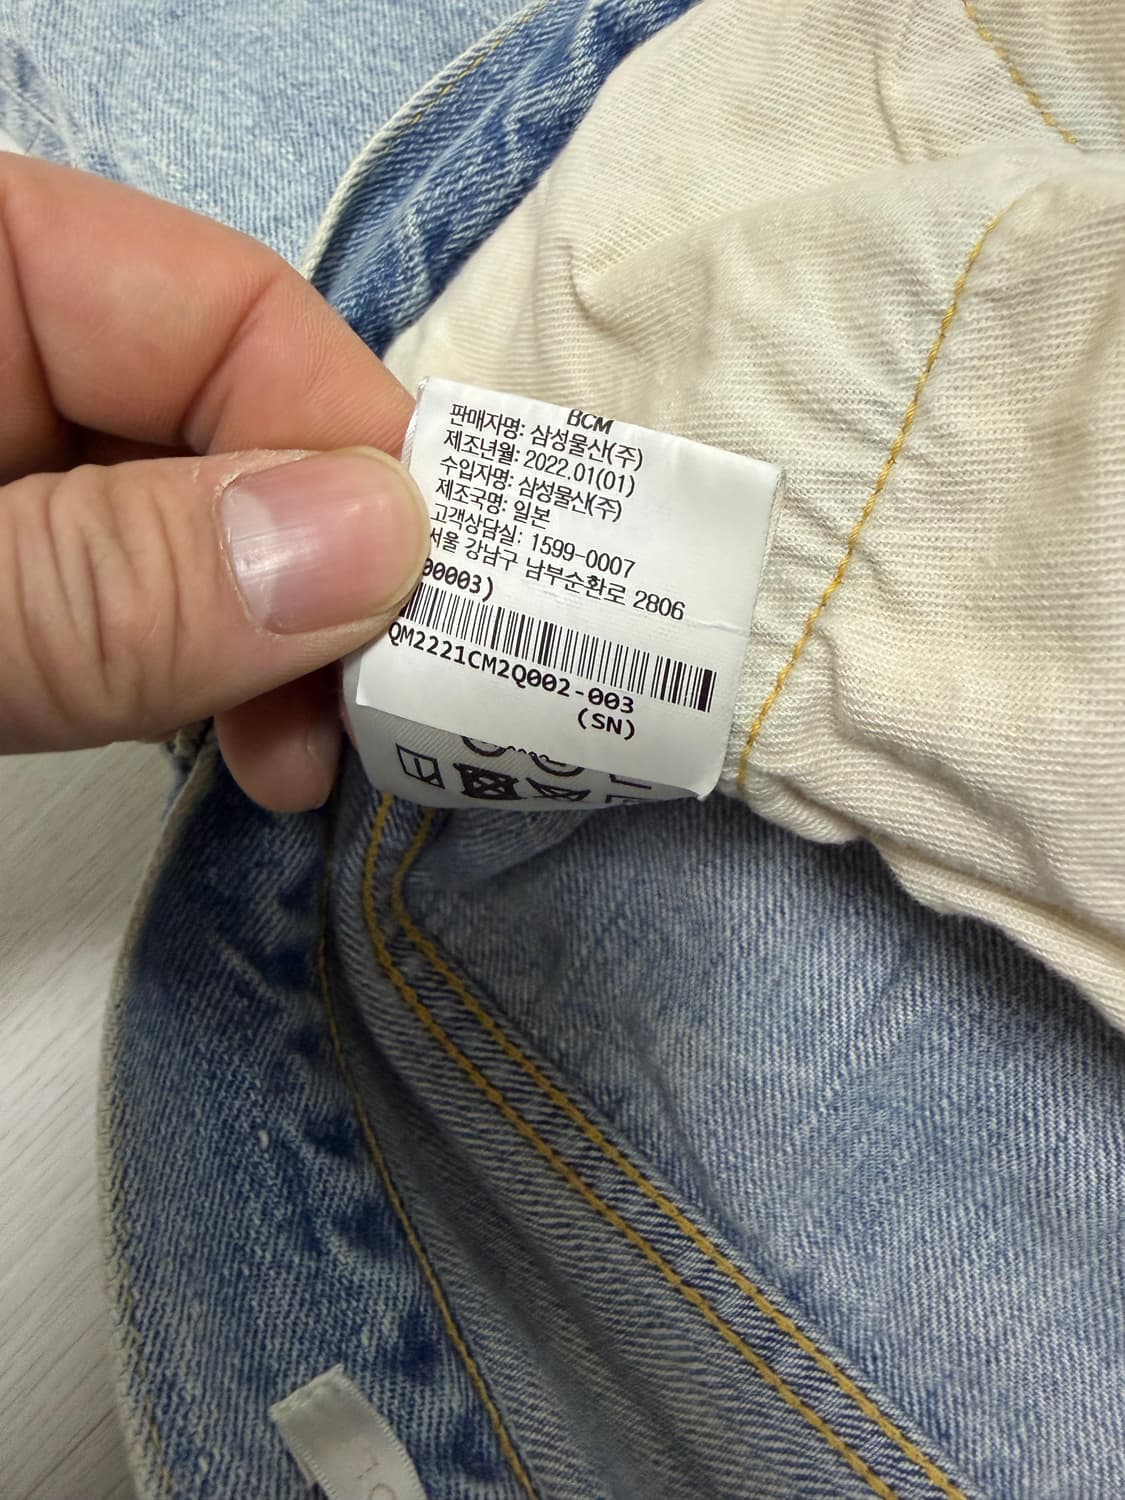 BCM
판매자명: 삼성물산(주)
제조년월: 2022.01(01)
수입자명: 삼성물산(주)
제조국명: 일본
고객상담실: 1599-0007
서울 강남구 남부순환로 2806
00003)
QM2221CM2Q002-003
(SN)